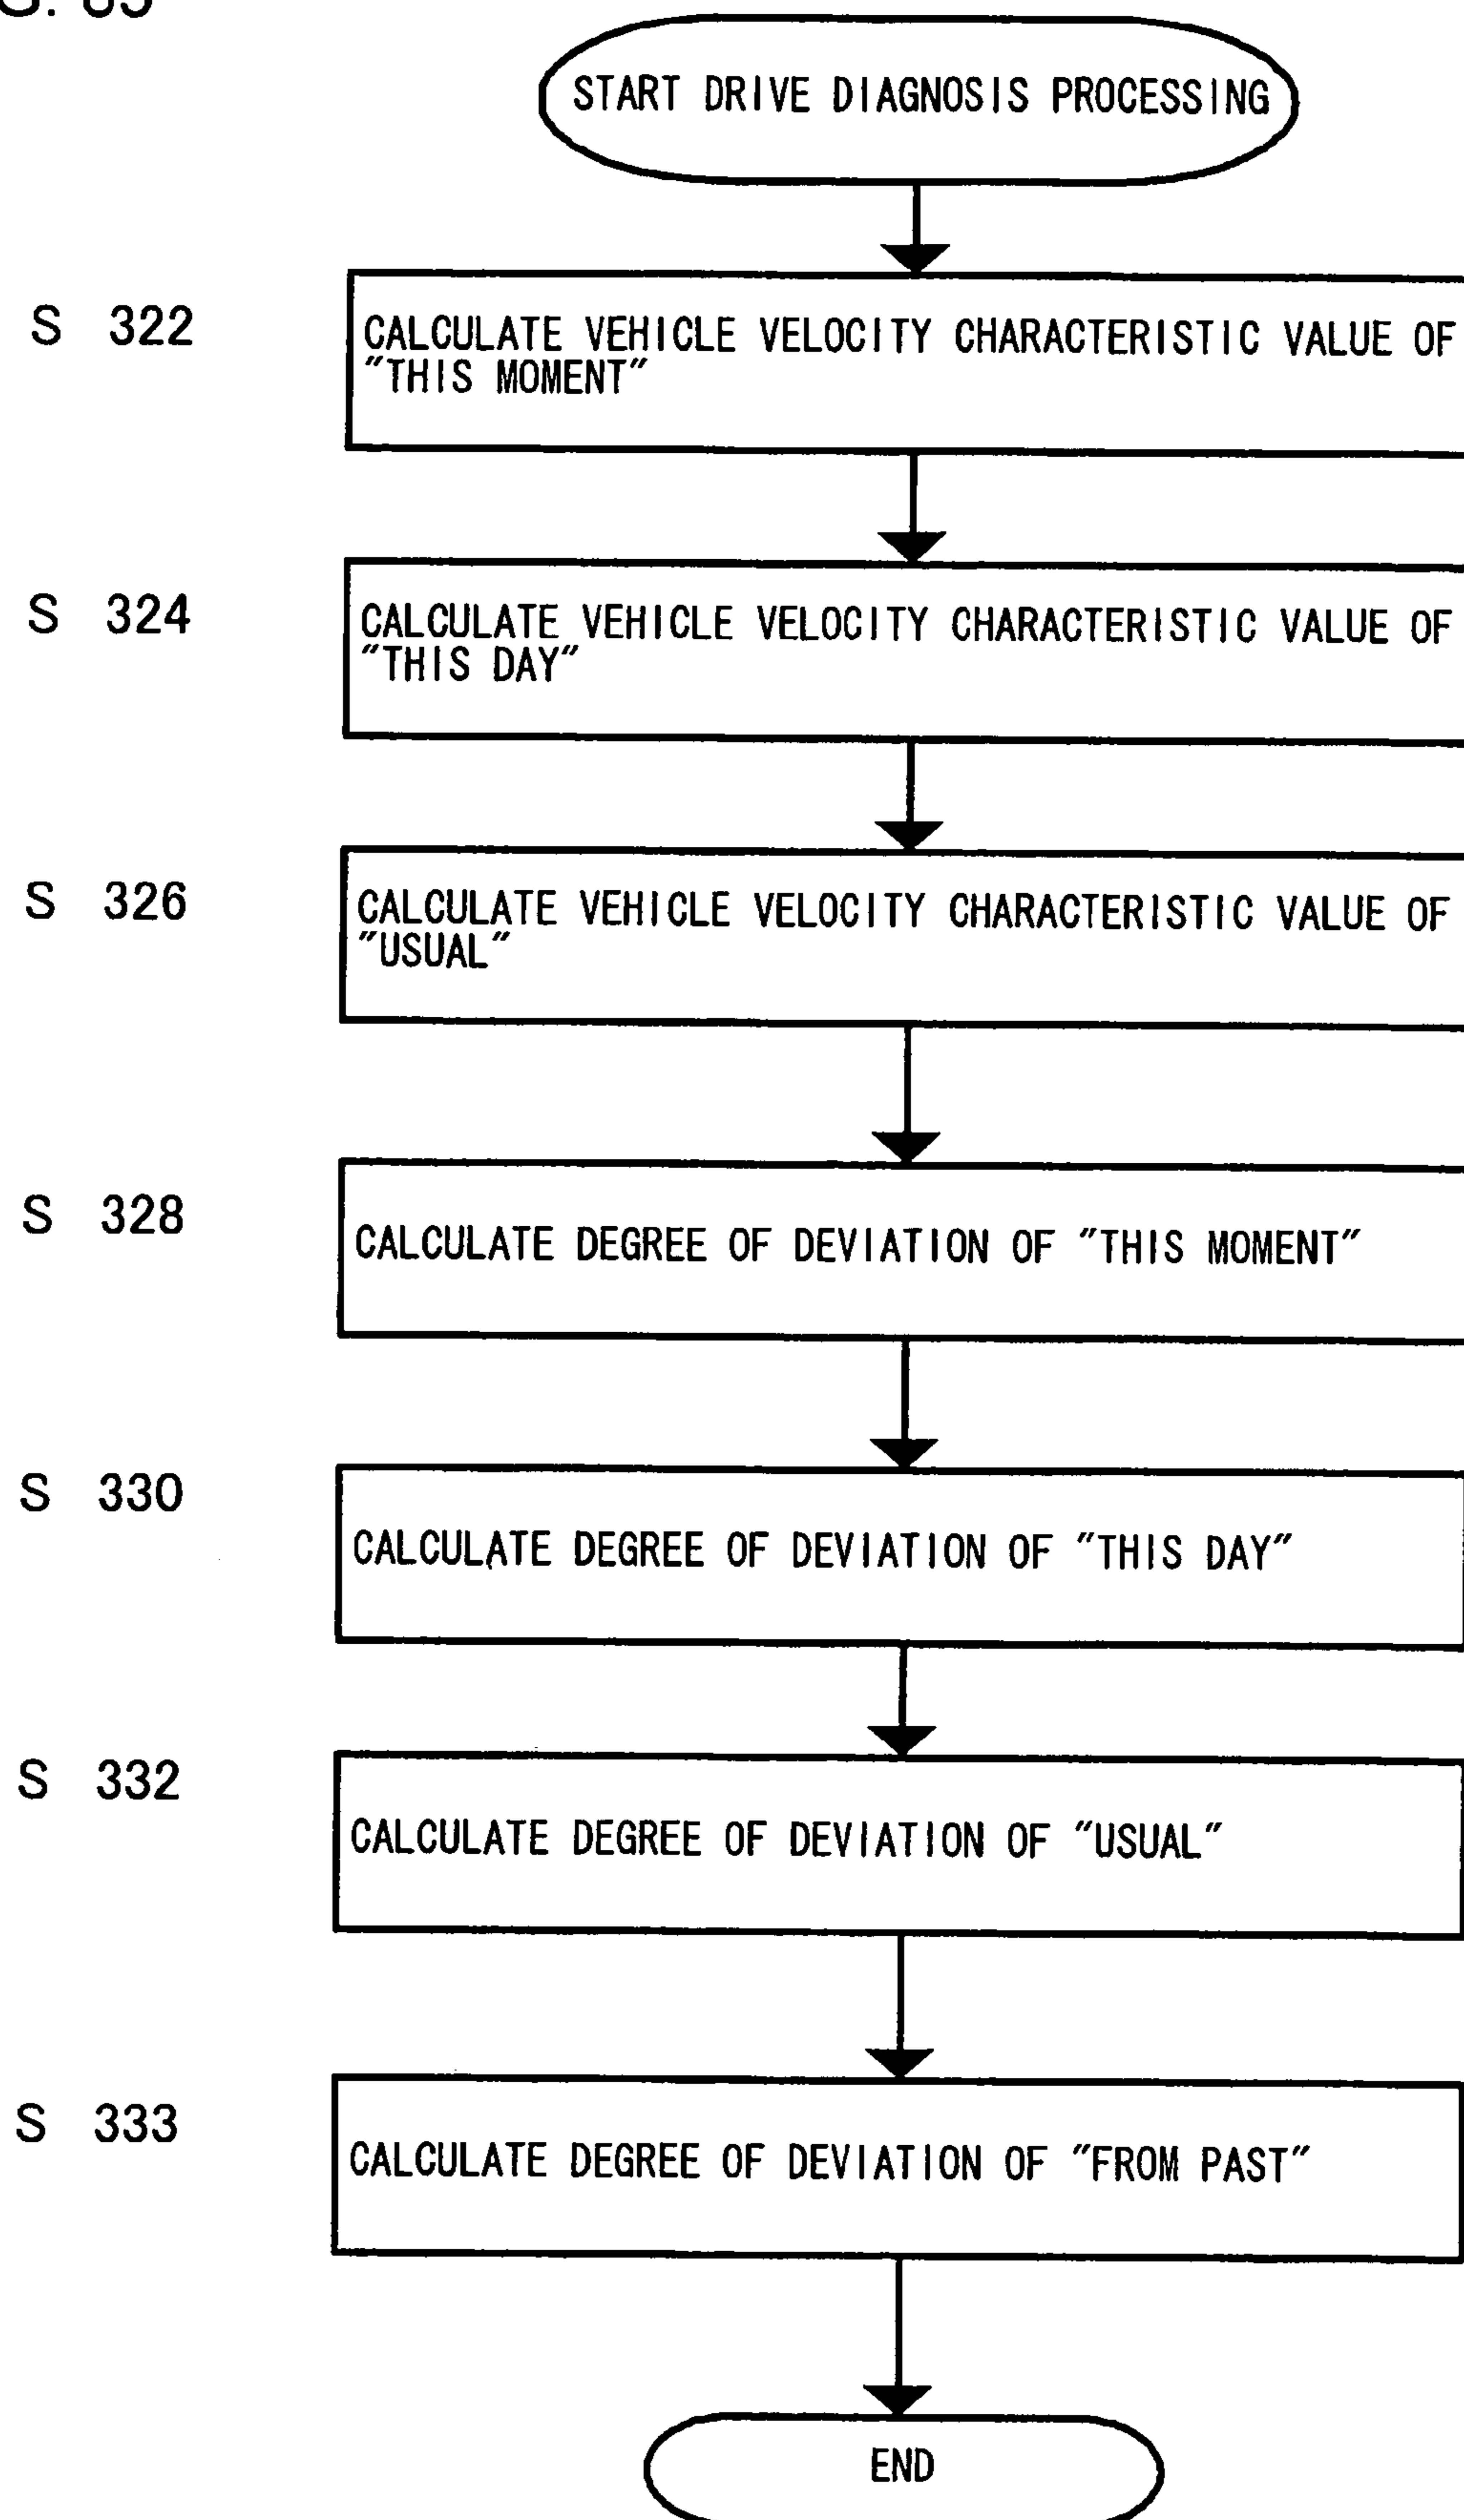 START DRIVE DIAGNOSIS PROCESSING
S 322
CALCULATE VEHICLE VELOCITY CHARACTERISTIC VALUE OF
"THIS MOMENT"
S 324
CALCULATE VEHICLE VELOCITY CHARACTERISTIC VALUE OF
"THIS DAY"
S 326
CALCULATE VEHICLE VELOCITY CHARACTERISTIC VALUE OF
"USUAL"
S 328
CALCULATE DEGREE OF DEVIATION OF "THIS MOMENT"
S 330
CALCULATE DEGREE OF DEVIATION OF "THIS DAY"
S 332
CALCULATE DEGREE OF DEVIATION OF "USUAL"
S 333
CALCULATE DEGREE OF DEVIATION OF "FROM PAST"
END